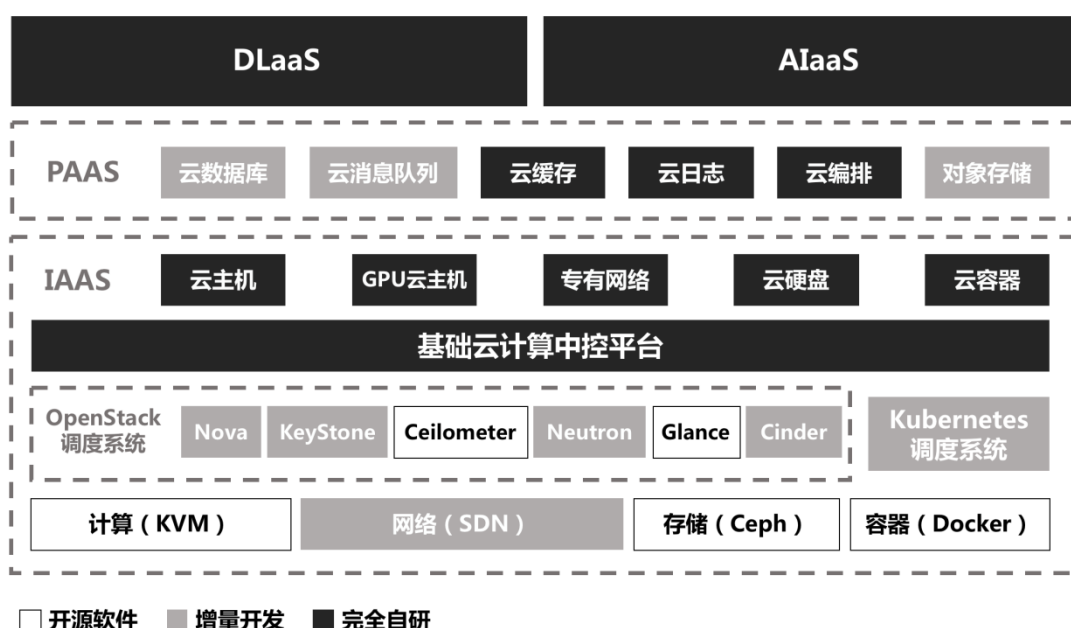 DLaaS AIaaS
PAAS 云数据库 云消息队列 云缓存 云日志 云编排 对象存储
IAAS 云主机 GPU云主机 专有网络 云硬盘 云容器
基础云计算中控平台
OpenStack
调度系统
Nova KeyStone Ceilometer Neutron Glance Cinder
Kubernetes
调度系统
计算（KVM） 网络（SDN） 存储（Ceph） 容器（Docker）
开源软件 增量开发 完全自研